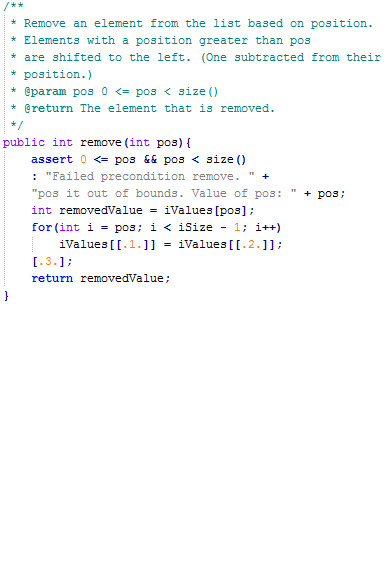 /**
* Remove an element from the list based on position.
* Elements with a position greater than pos
* are shifted to the left. (One subtracted from their
* position.)
* @param pos 0 <= pos < size()
* @return The element that is removed.
*/
public int remove(int pos){
assert 0 <= pos && pos < size()
: "Failed precondition remove. " +
"pos it out of bounds. Value of pos: " + pos;
int removedValue = iValues[pos];
for(int i = pos; i < iSize - 1; i++)
iValues[[.1.]] = iValues[[.2.]];
[.3.];
return removedValue;
}